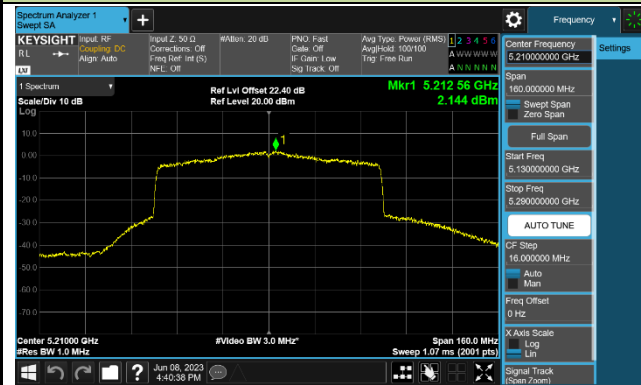 Spectrum Analyzer 1
Swept SA
+
Frequency
KEYSIGHT
Input: RF
Coupling: DC
Align: Auto
Input Z: 50 Ω
Corrections: Off
Freq Ref: Int (S)
NFE: Off
#Atten: 20 dB
PNO: Fast
Gate: Off
IF Gain: Low
Sig Track: Off
Avg Type: Power (RMS)
Avg|Hold: 100/100
Trig: Free Run
1 2 3 4 5 6
A W W W W W
A N N N N N
RL
LXI
1 Spectrum
Scale/Div 10 dB
Log
Ref Lvl Offset 22.40 dB
Ref Level 20.00 dBm
Mkr1 5.212 56 GHz
2.144 dBm
1
10.0
0.00
-10.0
-20.0
-30.0
-40.0
-50.0
-60.0
-70.0
Center 5.21000 GHz
#Res BW 1.0 MHz
#Video BW 3.0 MHz*
Span 160.0 MHz
Sweep 1.07 ms (2001 pts)
Jun 08, 2023
4:40:38 PM
?
Settings
Center Frequency
5.210000000 GHz
Span
160.000000 MHz
Swept Span
Zero Span
Full Span
Start Freq
5.130000000 GHz
Stop Freq
5.290000000 GHz
AUTO TUNE
CF Step
16.000000 MHz
Auto
Man
Freq Offset
0 Hz
X Axis Scale
Log
Lin
Signal Track
(Span Zoom)